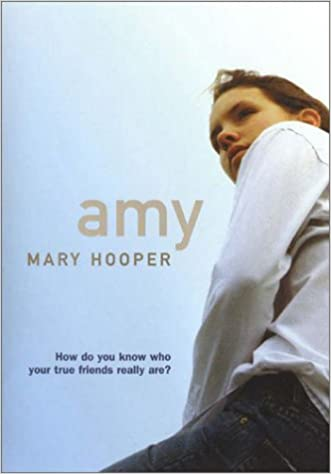 amy
MARY HOOPER
How do you know who
your true friends really are?